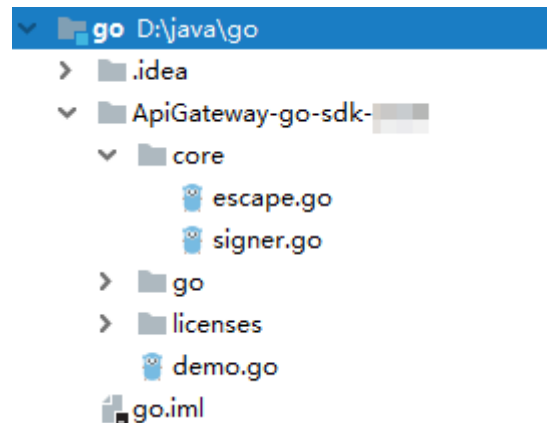 go D:\java\go
.idea
ApiGateway-go-sdk-
core
escape.go
signer.go
go
licenses
demo.go
go.iml